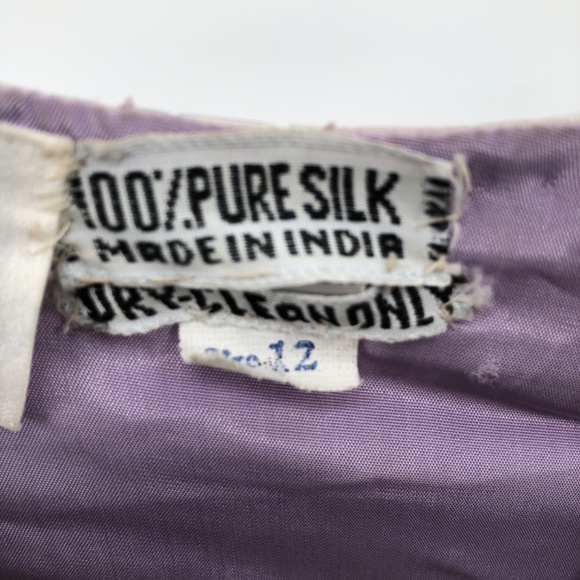 100% PURE SILK
MADE IN INDIA
DRY-CLEAN ONLY
Size 12